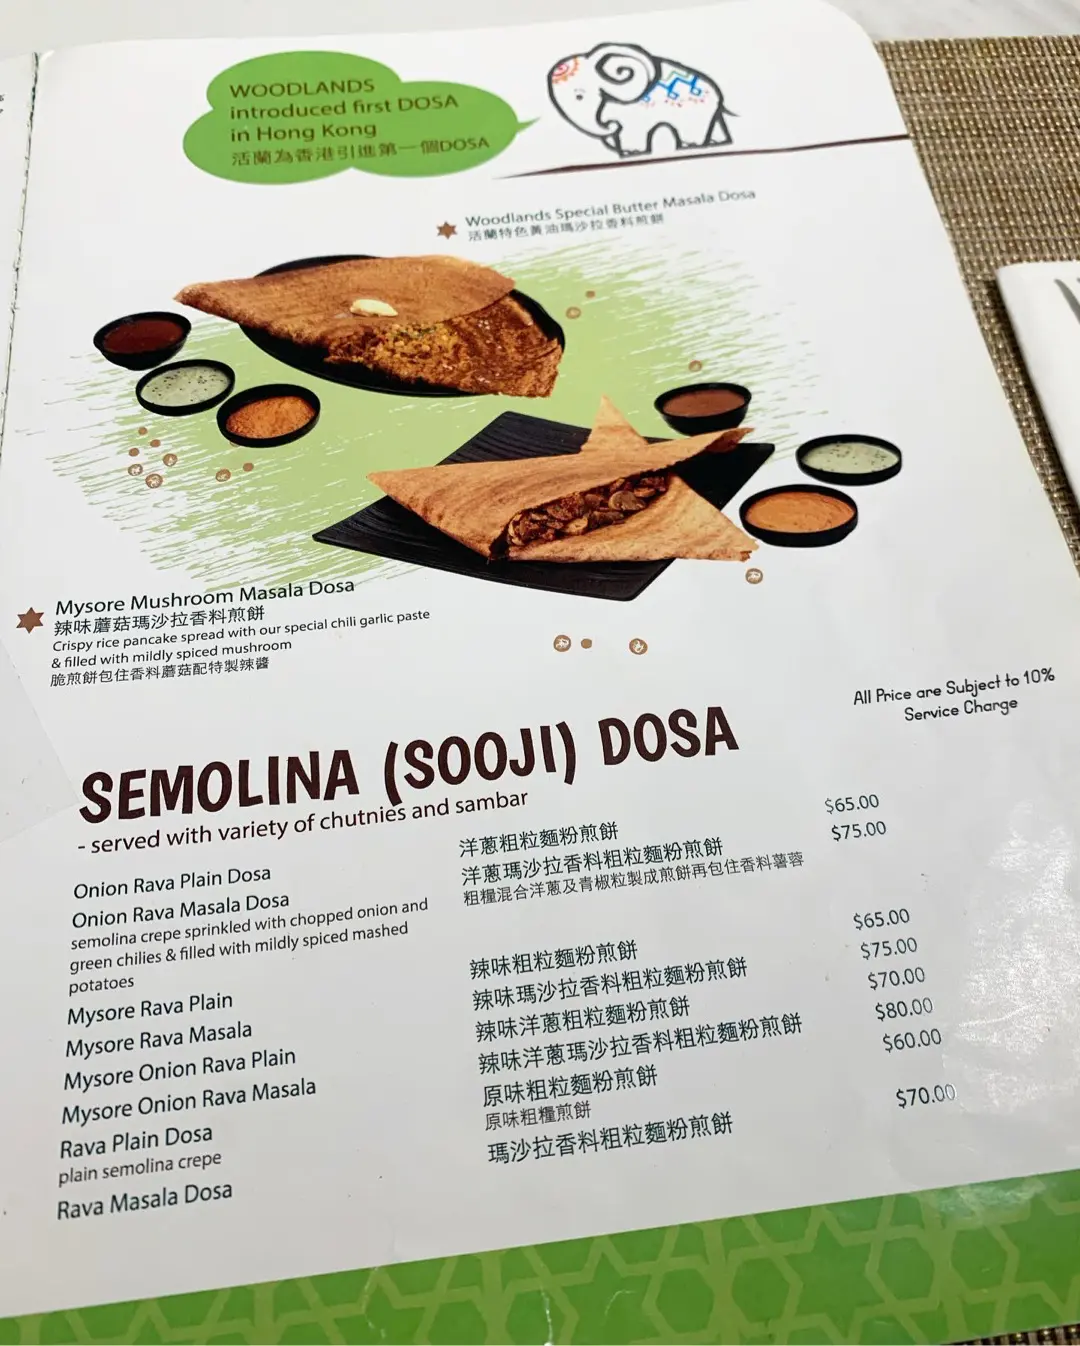 WOODLANDS
introduced first DOSA
in Hong Kong
活蘭為香港引進第一個DOSA
Woodlands Special Butter Masala Dosa
活蘭特色黃油瑪沙拉香料煎餅
Mysore Mushroom Masala Dosa
辣味蘑菇瑪沙拉香料煎餅
Crispy rice pancake spread with our special chili garlic paste
& filled with mildly spiced mushroom
脆煎餅包住香料蘑菇配特製辣醬
All Price are Subject to 10%
Service Charge
SEMOLINA (SOOJI) DOSA
- served with variety of chutnies and sambar
Onion Rava Plain Dosa 洋蔥粗粒麵粉煎餅 $65.00
Onion Rava Masala Dosa 洋蔥瑪沙拉香料粗粒麵粉煎餅 $75.00
semolina crepe sprinkled with chopped onion and 粗糧混合洋蔥及青椒粒製成煎餅再包住香料薯蓉
green chilies & filled with mildly spiced mashed
potatoes
Mysore Rava Plain 辣味粗粒麵粉煎餅 $65.00
Mysore Rava Masala 辣味瑪沙拉香料粗粒麵粉煎餅 $75.00
Mysore Onion Rava Plain 辣味洋蔥粗粒麵粉煎餅 $70.00
Mysore Onion Rava Masala 辣味洋蔥瑪沙拉香料粗粒麵粉煎餅 $80.00
Rava Plain Dosa 原味粗粒麵粉煎餅 $60.00
plain semolina crepe 原味粗糧煎餅
Rava Masala Dosa 瑪沙拉香料粗粒麵粉煎餅 $70.00